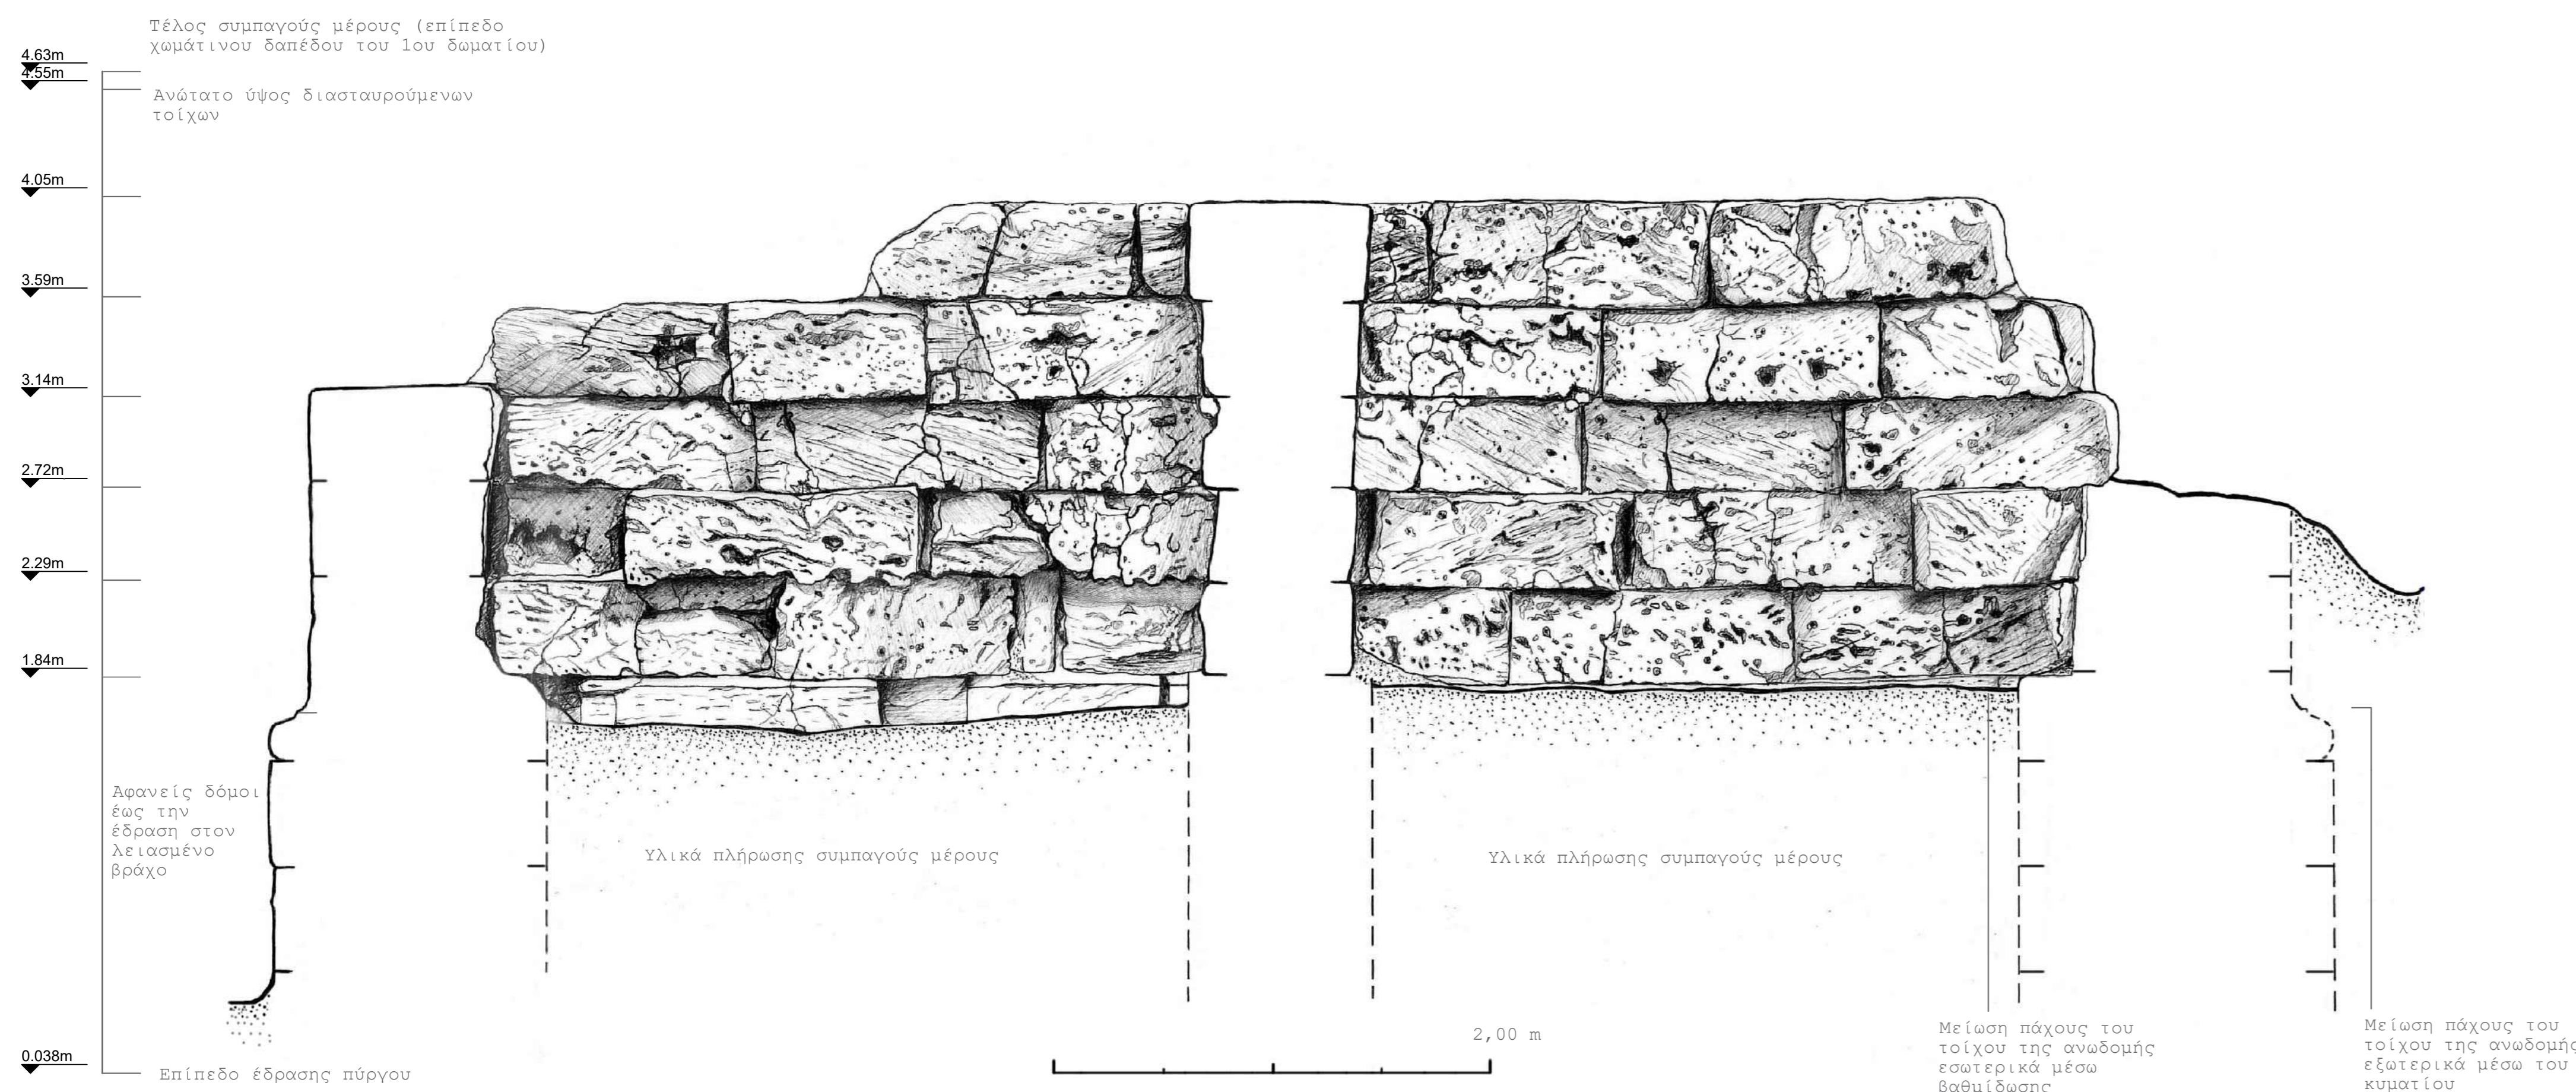 Τέλος συμπαγούς μέρους (επίπεδο
χωμάτινου δαπέδου του 1ου δωματίου)
4.63m
4.55m
Ανώτατο ύψος διασταυρούμενων
τοίχων
4.05m
3.59m
3.14m
2.72m
2.29m
1.84m
Αφανείς δόμοι
έως την
έδραση στον
λειασμένο
βράχο
Υλικά πλήρωσης συμπαγούς μέρους
Υλικά πλήρωσης συμπαγούς μέρους
2,00 m
0.038m
Επίπεδο έδρασης πύργου
Μείωση πάχους του
τοίχου της ανωδομής
εσωτερικά μέσω
βαθμίδωσης
Μείωση πάχους του
τοίχου της ανωδομής
εξωτερικά μέσω του
κυματίου